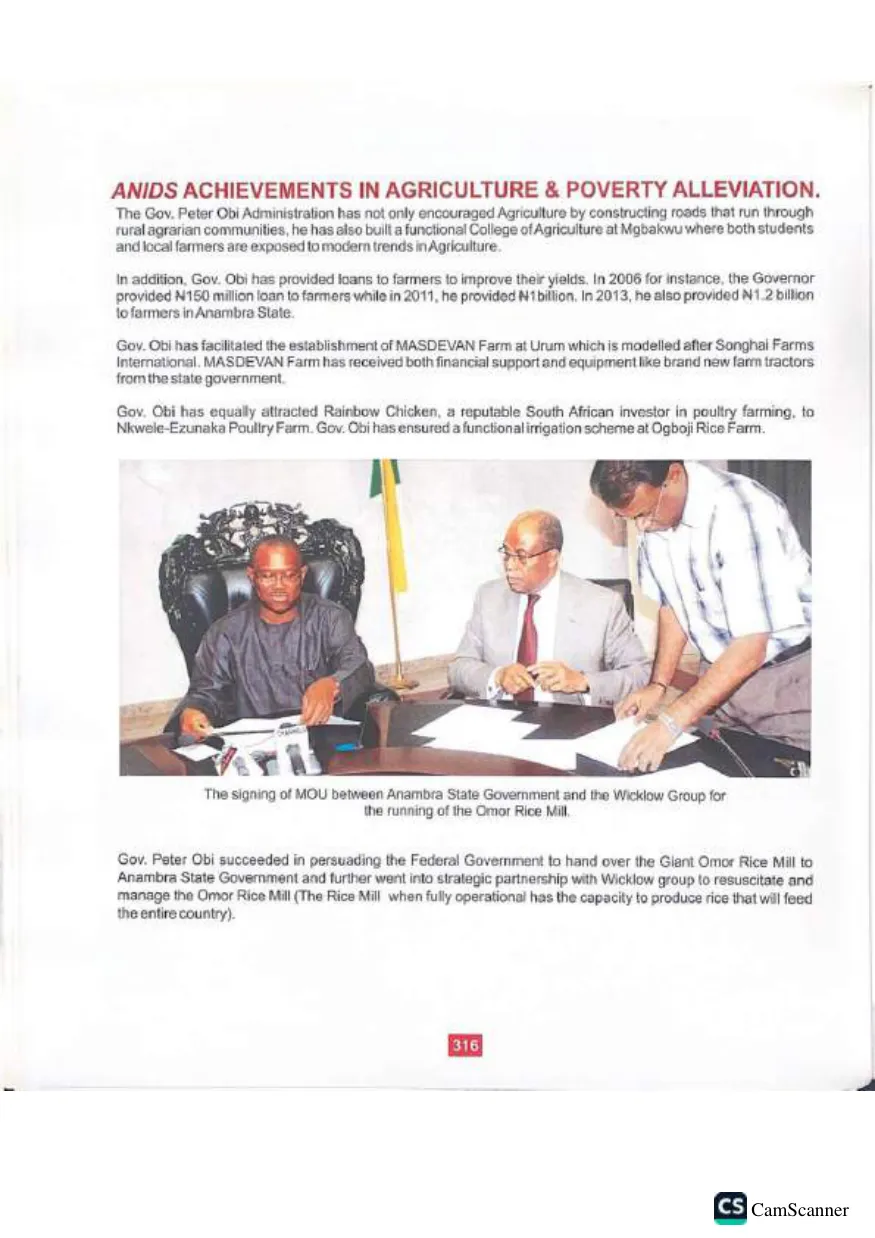 ANIDS ACHIEVEMENTS IN AGRICULTURE & POVERTY ALLEVIATION.
The Gov. Peter Obi Administration has not only encouraged Agriculture by constructing roads that run through
rural agrarian communities, he has also built a functional College of Agriculture at Mgbakwu where both students
and local farmers are exposed to modern trends in Agriculture.
In addition, Gov. Obi has provided loans to farmers to improve their yields. In 2006 for instance, the Governor
provided ₦150 million loan to farmers while in 2011, he provided ₦1billion. In 2013, he also provided ₦1.2 billion
to farmers in Anambra State.
Gov. Obi has facilitated the establishment of MASDEVAN Farm at Urum which is modelled after Songhai Farms
International. MASDEVAN Farm has received both financial support and equipment like brand new farm tractors
from the state government.
Gov. Obi has equally attracted Rainbow Chicken, a reputable South African investor in poultry farming, to
Nkwele-Ezunaka Poultry Farm. Gov. Obi has ensured a functional irrigation scheme at Ogboji Rice Farm.
The signing of MOU between Anambra State Government and the Wicklow Group for
the running of the Omor Rice Mill.
Gov. Peter Obi succeeded in persuading the Federal Government to hand over the Giant Omor Rice Mill to
Anambra State Government and further went into strategic partnership with Wicklow group to resuscitate and
manage the Omor Rice Mill (The Rice Mill when fully operational has the capacity to produce rice that will feed
the entire country).
316
CS CamScanner